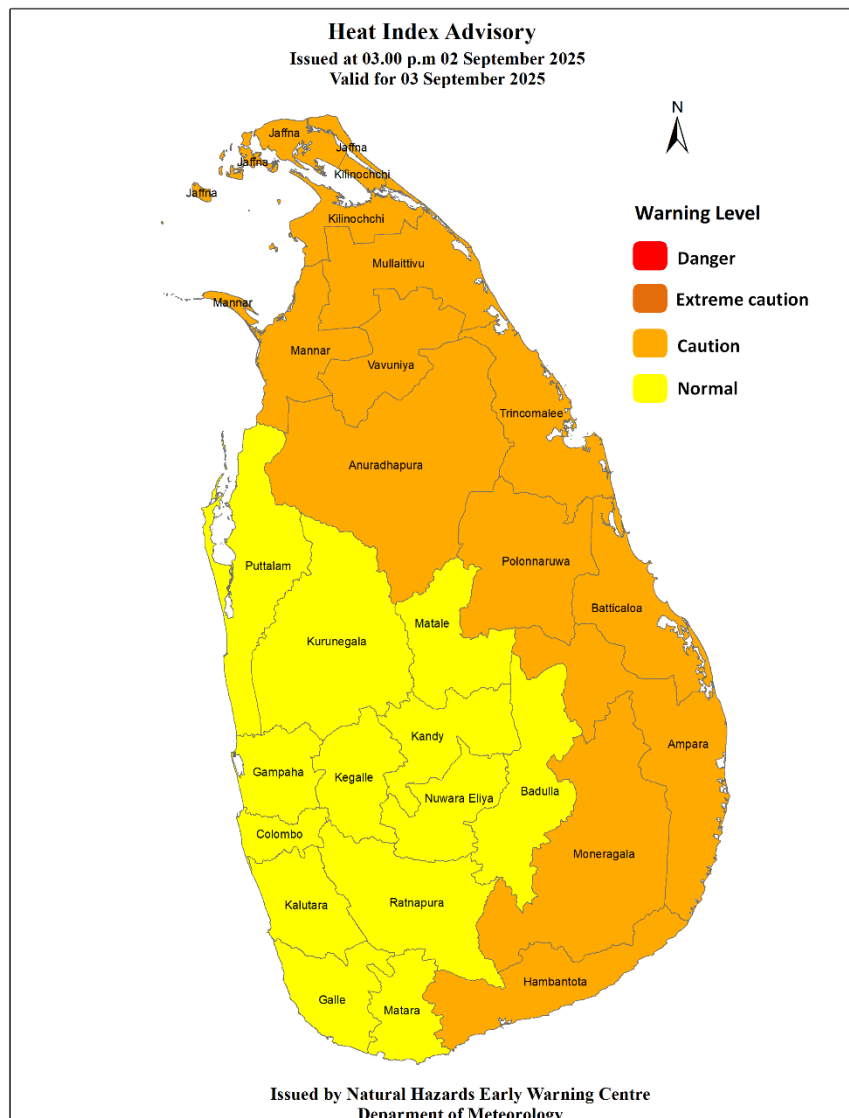 Heat Index Advisory
Issued at 03.00 p.m 02 September 2025
Valid for 03 September 2025
N
Jaffna
Jaffna
Jaffna
Kilinochchi
Jaffna
Kilinochchi
Warning Level
Mullaittivu
Danger
Extreme caution
Mannar
Mannar
Caution
Vavuniya
Normal
Trincomalee
Anuradhapura
Puttalam
Polonnaruwa
Batticaloa
Matale
Kurunegala
Kandy
Ampara
Gampaha
Kegalle
Nuwara Eliya
Badulla
Colombo
Moneragala
Kalutara
Ratnapura
Hambantota
Galle
Matara
Issued by Natural Hazards Early Warning Centre
Deparment of Meteorology